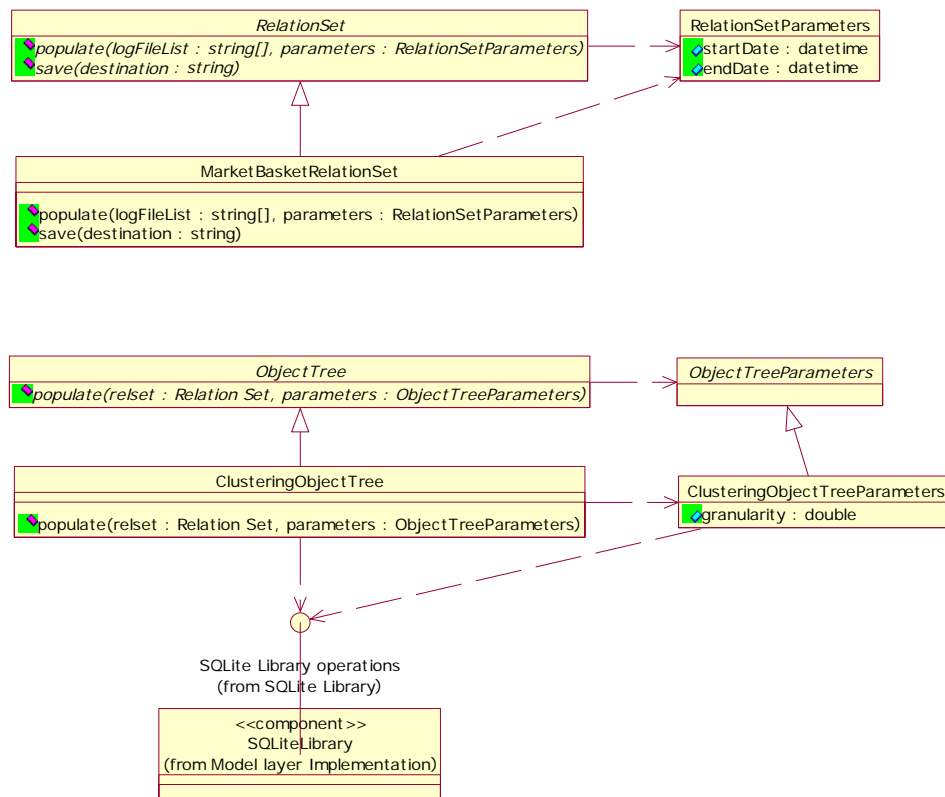 RelationSet
populate(logFileList : string[], parameters : RelationSetParameters)
save(destination : string)
RelationSetParameters
startDate : datetime
endDate : datetime
MarketBasketRelationSet
populate(logFileList : string[], parameters : RelationSetParameters)
save(destination : string)
ObjectTree
populate(relset : Relation Set, parameters : ObjectTreeParameters)
ObjectTreeParameters
ClusteringObjectTree
populate(relset : Relation Set, parameters : ObjectTreeParameters)
ClusteringObjectTreeParameters
granularity : double
SQLite Library operations
(from SQLite Library)
<<component>>
SQLiteLibrary
(from Model layer Implementation)